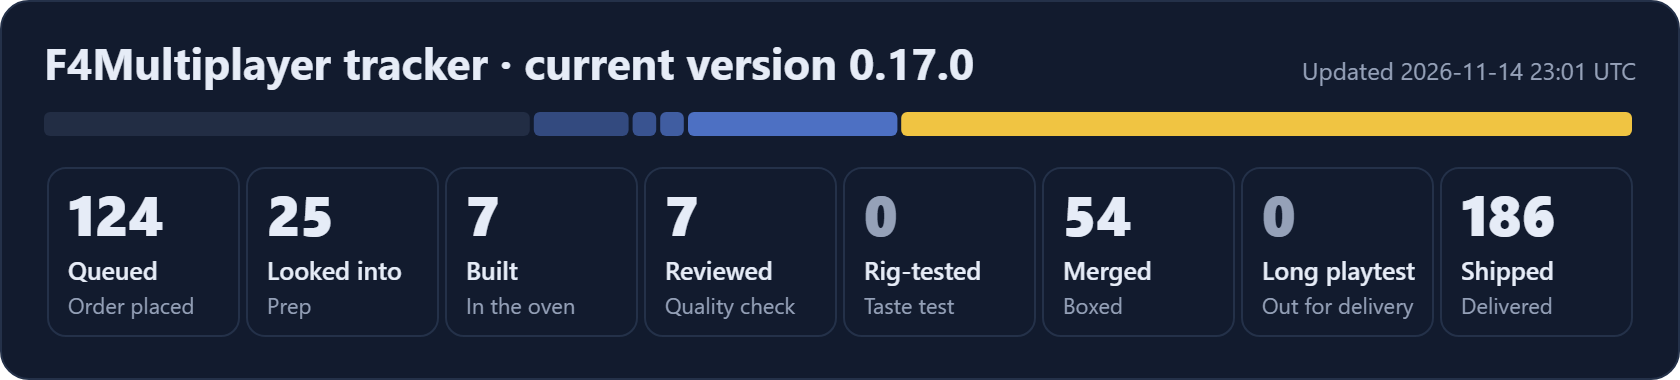 F4Multiplayer tracker · current version 0.17.0
Updated 2026-11-14 23:01 UTC
124
Queued
Order placed
25
Looked into
Prep
7
Built
In the oven
7
Reviewed
Quality check
0
Rig-tested
Taste test
54
Merged
Boxed
0
Long playtest
Out for delivery
186
Shipped
Delivered